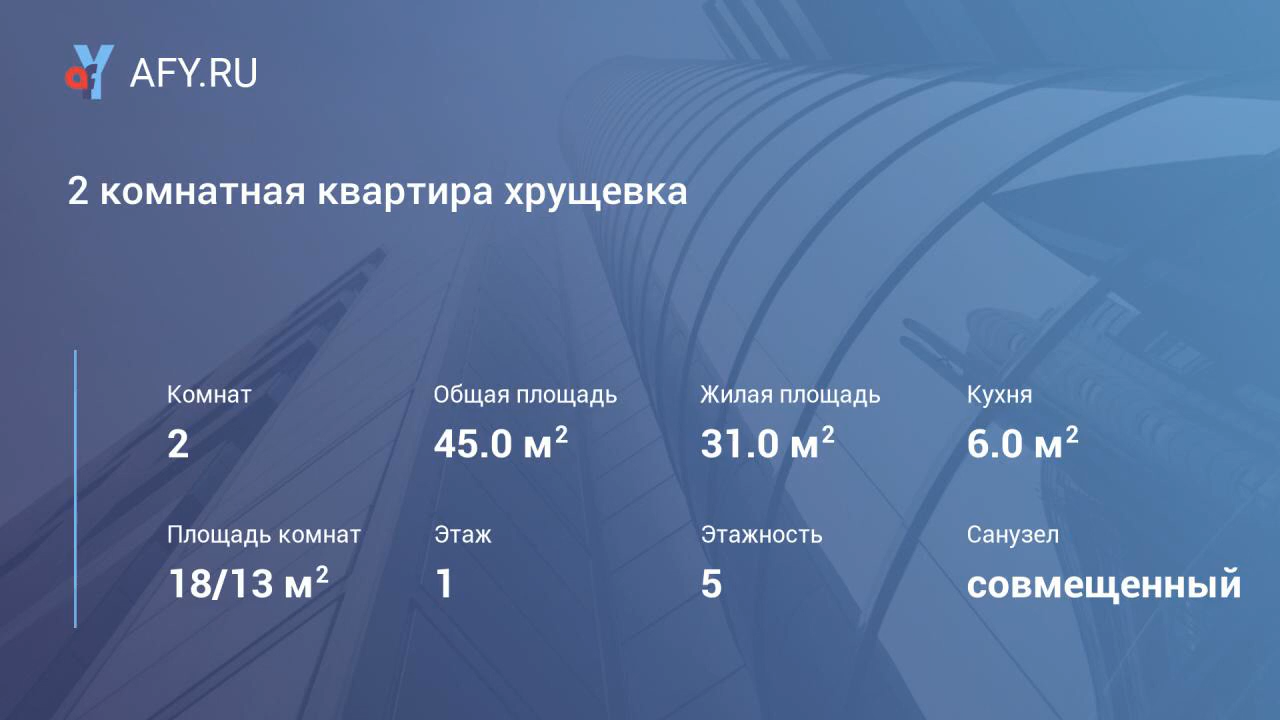 AFY.RU
2 комнатная квартира хрущевка
Комнат
2
Общая площадь
45.0 м²
Жилая площадь
31.0 м²
Кухня
6.0 м²
Площадь комнат
18/13 м²
Этаж
1
Этажность
5
Санузел
совмещенный